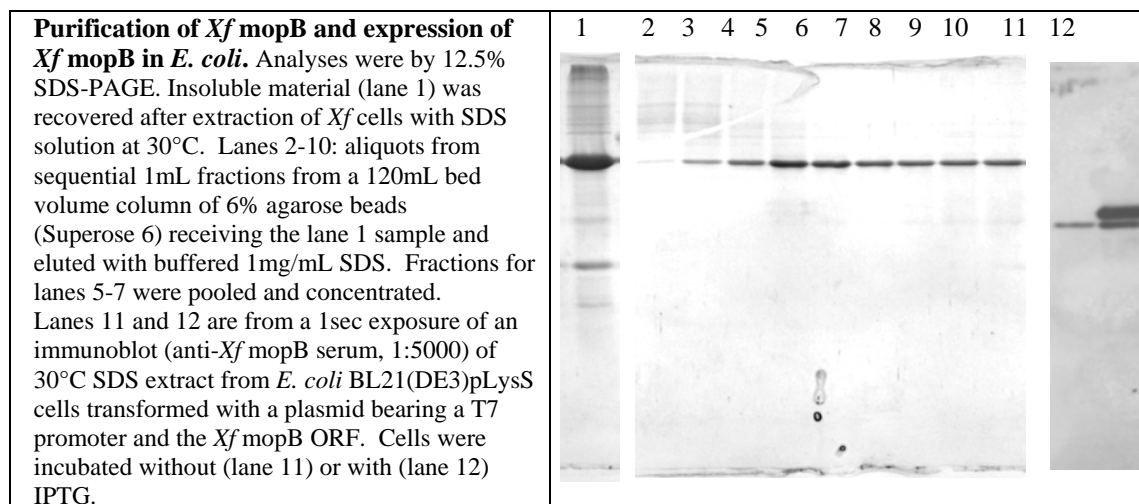 Purification of Xf mopB and expression of
Xf mopB in E. coli. Analyses were by 12.5%
SDS-PAGE. Insoluble material (lane 1) was
recovered after extraction of Xf cells with SDS
solution at 30°C. Lanes 2-10: aliquots from
sequential 1mL fractions from a 120mL bed
volume column of 6% agarose beads
(Superose 6) receiving the lane 1 sample and
eluted with buffered 1mg/mL SDS. Fractions for
lanes 5-7 were pooled and concentrated.
Lanes 11 and 12 are from a 1sec exposure of an
immunoblot (anti-Xf mopB serum, 1:5000) of
30°C SDS extract from E. coli BL21(DE3)pLysS
cells transformed with a plasmid bearing a T7
promoter and the Xf mopB ORF. Cells were
incubated without (lane 11) or with (lane 12)
IPTG.
1 2 3 4 5 6 7 8 9 10 11 12